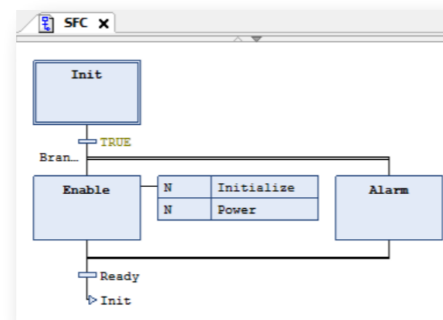 SFC
Init
TRUE
Bran...
Enable
N Initialize
N Power
Alarm
Ready
Init